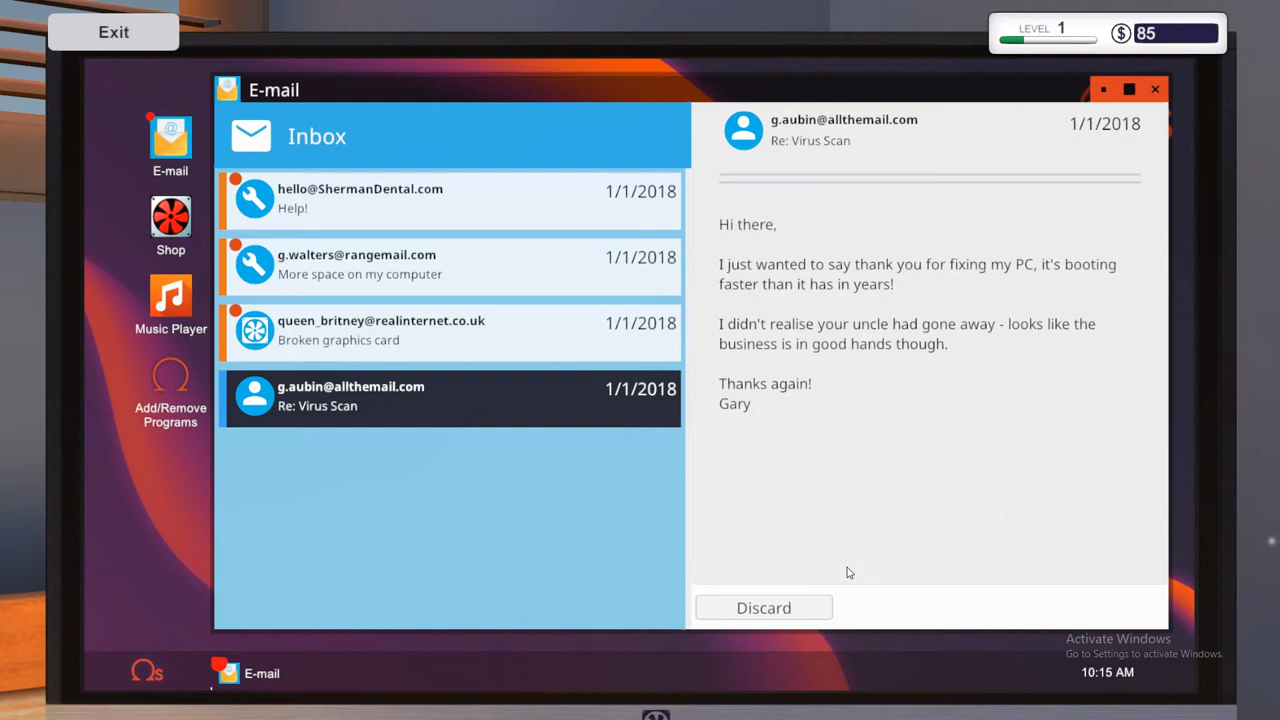 Exit
LEVEL 1
$ 85
E-mail
Inbox
hello@ShermanDental.com 1/1/2018
Help!
g.walters@rangemail.com 1/1/2018
More space on my computer
queen_britney@realinternet.co.uk 1/1/2018
Broken graphics card
g.aubin@allthemail.com 1/1/2018
Re: Virus Scan
g.aubin@allthemail.com 1/1/2018
Re: Virus Scan
Hi there,
I just wanted to say thank you for fixing my PC, it's booting
faster than it has in years!
I didn't realise your uncle had gone away - looks like the
business is in good hands though.
Thanks again!
Gary
Discard
E-mail
Shop
Music Player
Add/Remove
Programs
Activate Windows
Go to Settings to activate Windows.
Ωs
E-mail
10:15 AM